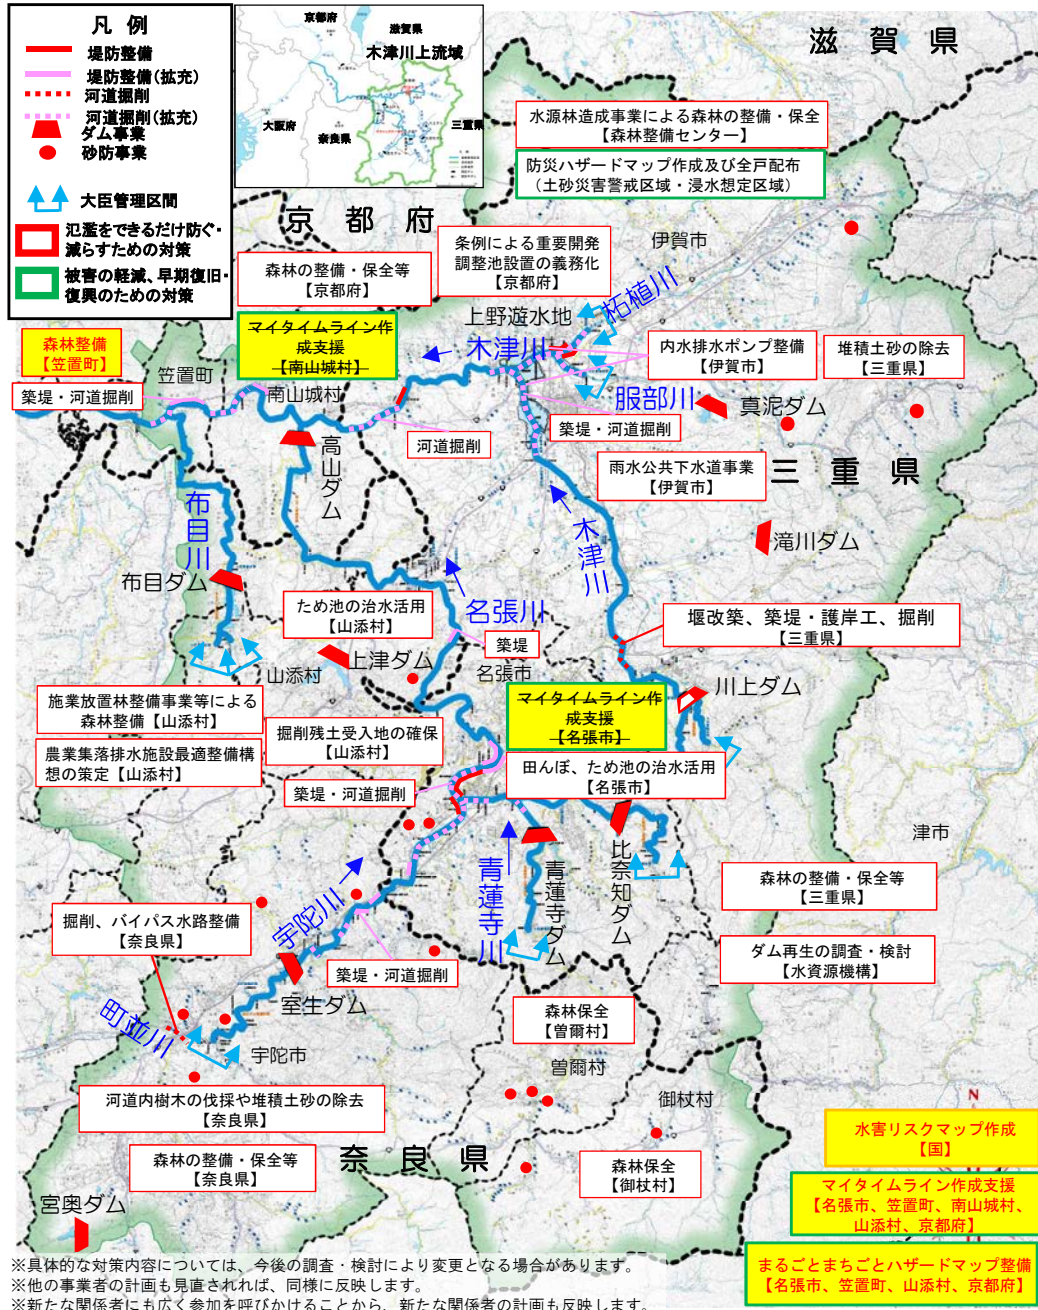 凡 例
堤防整備
堤防整備(拡充)
河道掘削
河道掘削(拡充)
ダム事業
砂防事業
大臣管理区間
氾濫をできるだけ防ぐ・
減らすための対策
被害の軽減、早期復旧・
復興のための対策
京都府
滋賀県
木津川上流域
大阪府
奈良県
三重県
滋賀県
水源林造成事業による森林の整備・保全
【森林整備センター】
防災ハザードマップ作成及び全戸配布
（土砂災害警戒区域・浸水想定区域）
京都府
伊賀市
森林の整備・保全等
【京都府】
条例による重要開発
調整池設置の義務化
【京都府】
上野遊水地
柘植川
森林整備
【笠置町】
マイタイムライン作
成支援
【南山城村】
木津川
内水排水ポンプ整備
【伊賀市】
堆積土砂の除去
【三重県】
笠置町
築堤・河道掘削
南山城村
服部川
真泥ダム
河道掘削
築堤・河道掘削
高山ダム
雨水公共下水道事業
【伊賀市】
三重県
布目川
木津川
滝川ダム
布目ダム
名張川
ため池の治水活用
【山添村】
堰改築、築堤・護岸工、掘削
【三重県】
築堤
上津ダム
名張市
山添村
川上ダム
施業放置林整備事業等による
森林整備【山添村】
マイタイムライン作
成支援
【名張市】
掘削残土受入地の確保
【山添村】
農業集落排水施設最適整備構
想の策定【山添村】
田んぼ、ため池の治水活用
【名張市】
築堤・河道掘削
津市
青蓮寺川
青蓮寺ダム
比奈知ダム
森林の整備・保全等
【三重県】
掘削、バイパス水路整備
【奈良県】
宇陀川
築堤・河道掘削
ダム再生の調査・検討
【水資源機構】
室生ダム
町並川
森林保全
【曽爾村】
宇陀市
曽爾村
河道内樹木の伐採や堆積土砂の除去
【奈良県】
御杖村
水害リスクマップ作成
【国】
奈良県
森林の整備・保全等
【奈良県】
森林保全
【御杖村】
マイタイムライン作成支援
【名張市、笠置町、南山城村、
山添村、京都府】
宮奥ダム
まるごとまちごとハザードマップ整備
【名張市、笠置町、山添村、京都府】
※具体的な対策内容については、今後の調査・検討により変更となる場合があります。
※他の事業者の計画も見直されれば、同様に反映します。
※新たな関係者にも広く参加を呼びかけることから、新たな関係者の計画も反映します。
N